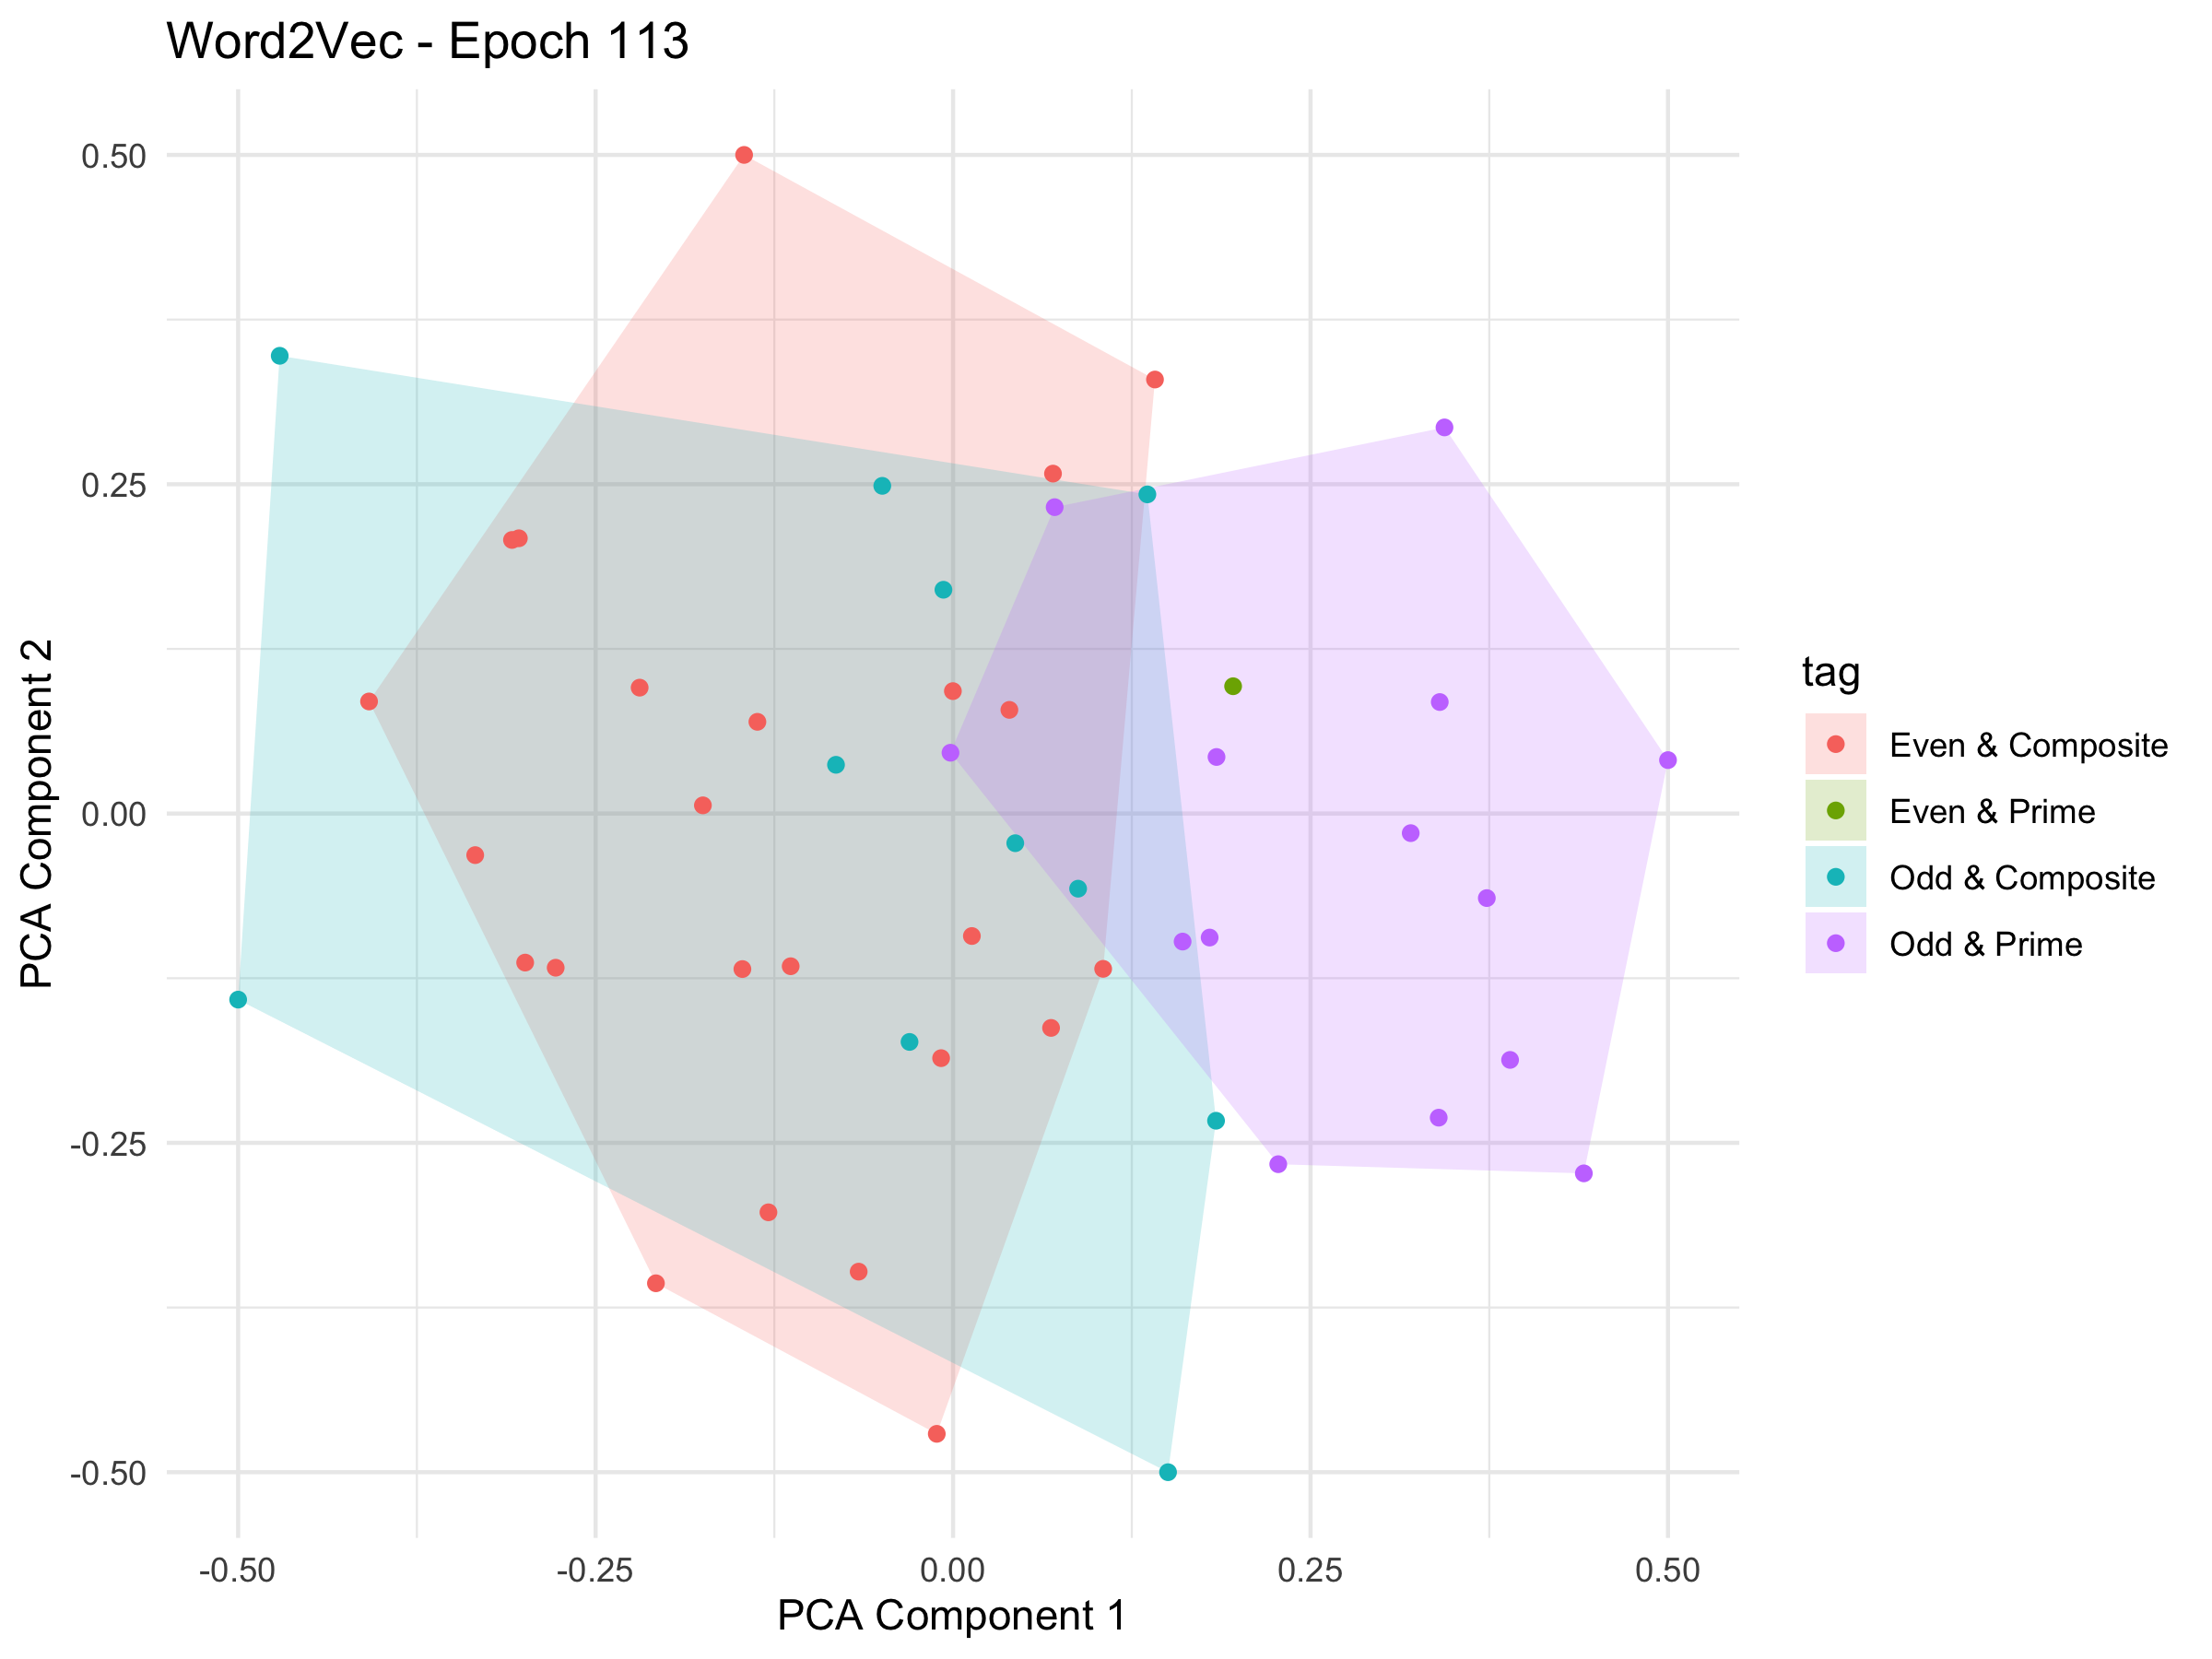 Word2Vec - Epoch 113
PCA Component 2
0.50
0.25
0.00
-0.25
-0.50
-0.50
-0.25
0.00
0.25
0.50
PCA Component 1
tag
Even & Composite
Even & Prime
Odd & Composite
Odd & Prime